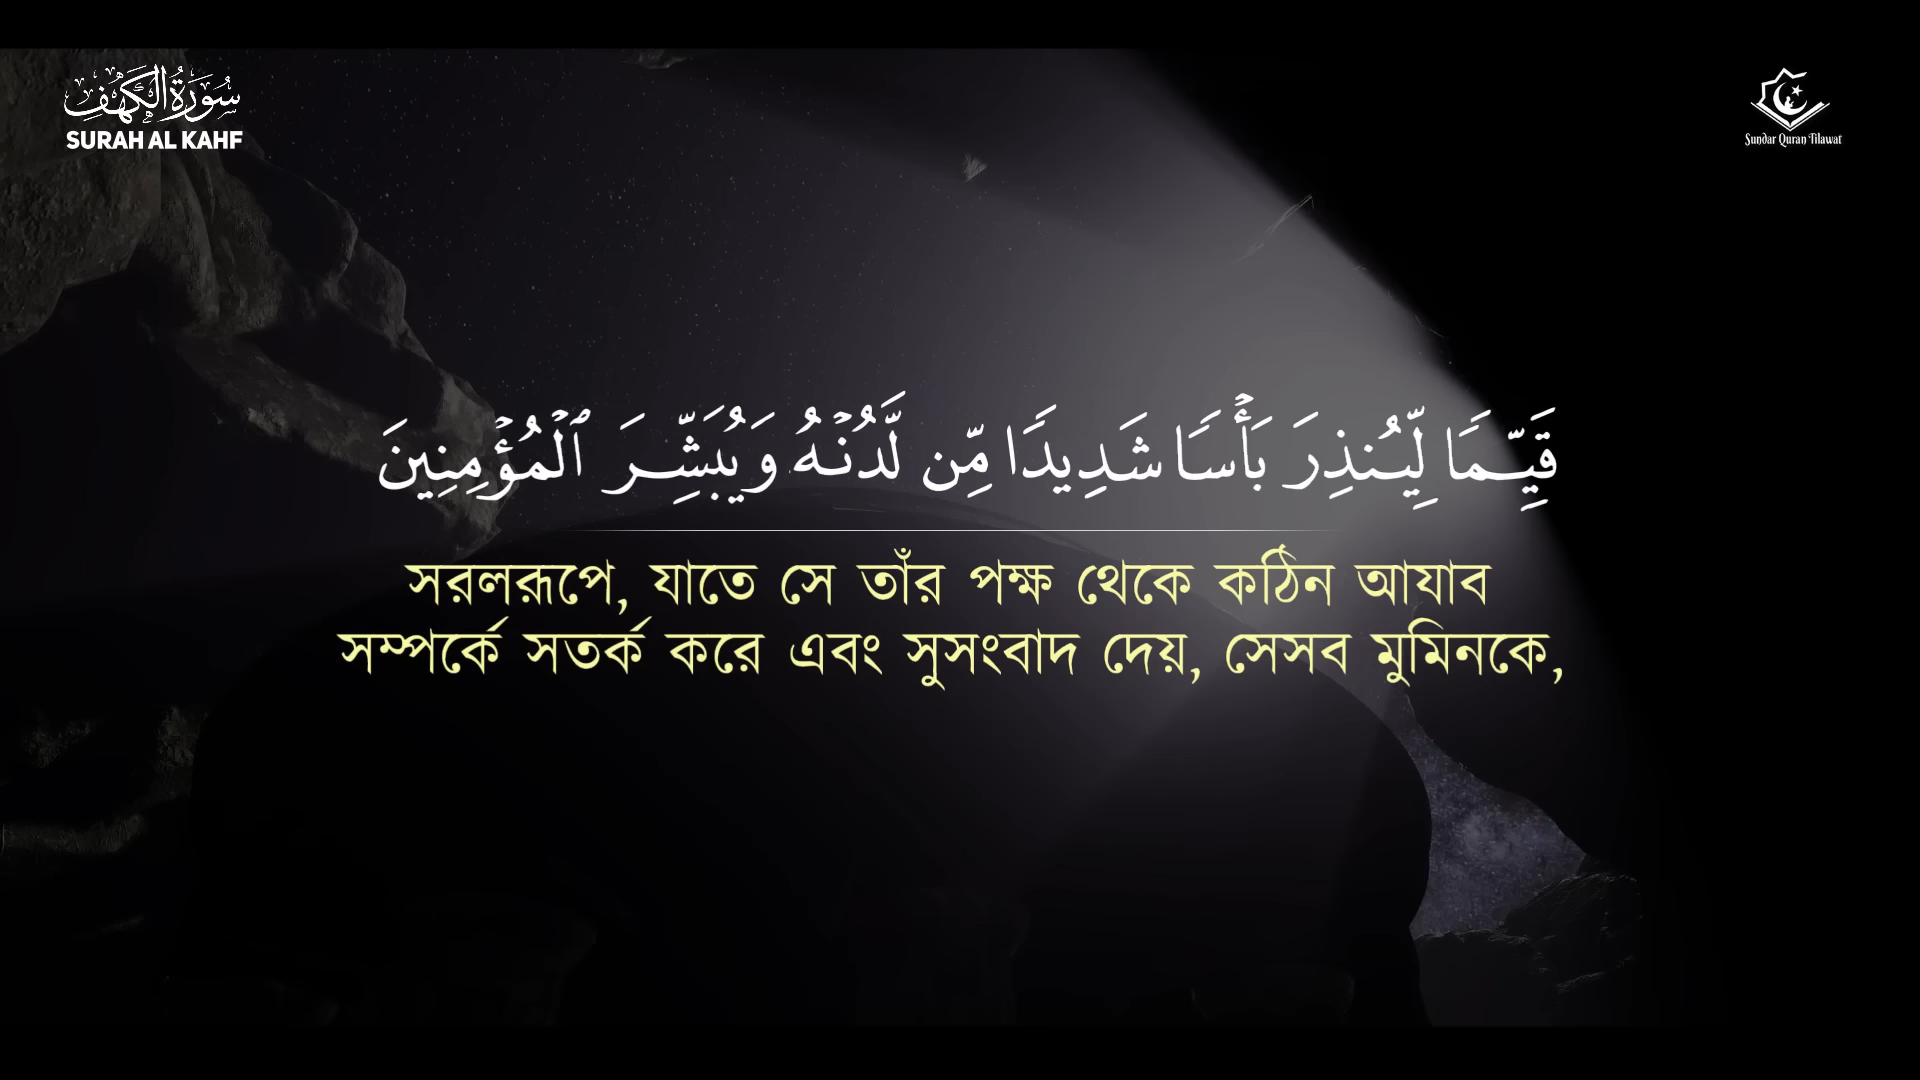 سُورَةُ الْكَهْفِ
SURAH AL KAHF
Sundar Quran Tilawat
قَيِّمًا لِّيُنذِرَ بَأْسًا شَدِيدًا مِّن لَّدُنْهُ وَيُبَشِّرَ ٱلْمُؤْمِنِينَ
সরলরূপে, যাতে সে তাঁর পক্ষ থেকে কঠিন আযাব
সম্পর্কে সতর্ক করে এবং সুসংবাদ দেয়, সেসব মুমিনকে,